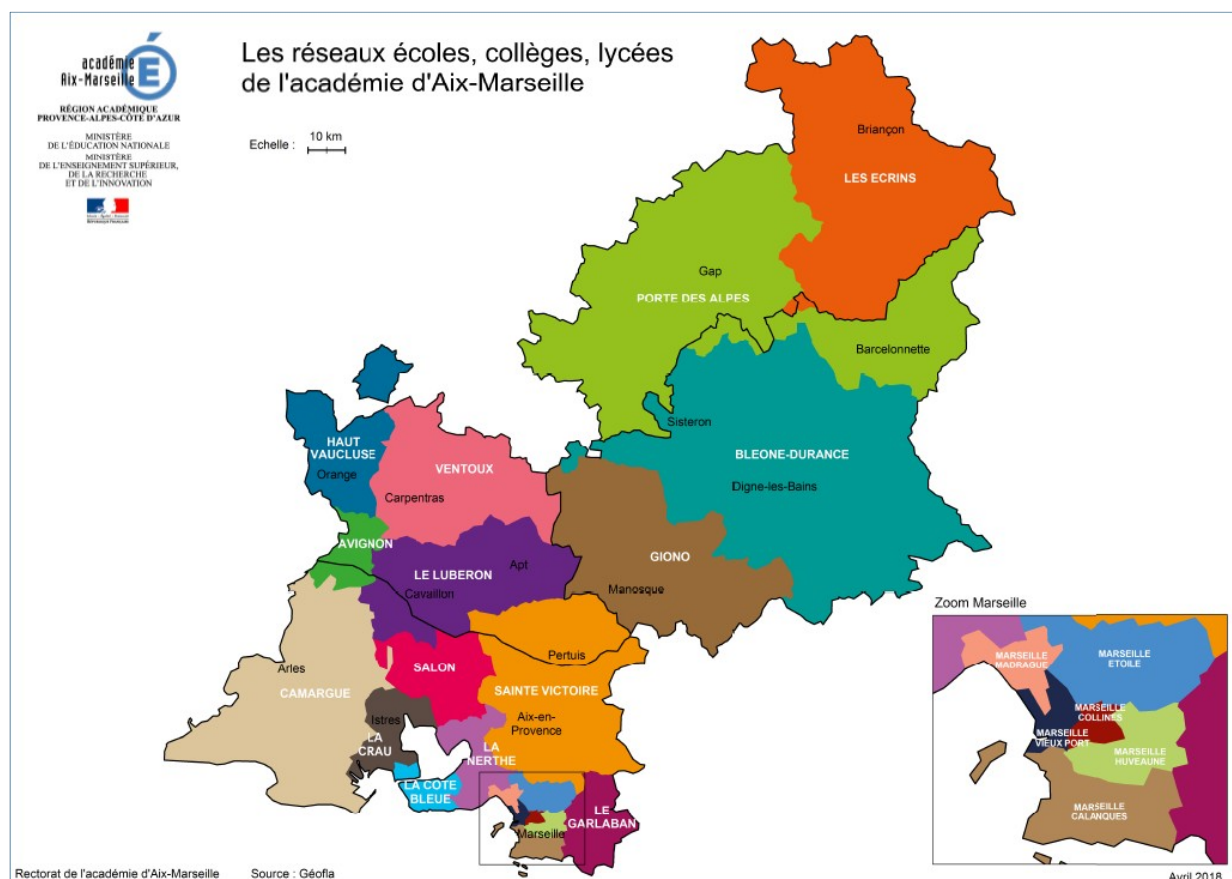 académie
Aix-Marseille
RÉGION ACADÉMIQUE
PROVENCE-ALPES-CÔTE D'AZUR
MINISTÈRE
DE L'ÉDUCATION NATIONALE
MINISTÈRE
DE L'ENSEIGNEMENT SUPÉRIEUR,
DE LA RECHERCHE
ET DE L'INNOVATION
Les réseaux écoles, collèges, lycées
de l'académie d'Aix-Marseille
Echelle :
10 km
Briançon
LES ECRINS
Gap
PORTE DES ALPES
Barcelonnette
Sisteron
BLEONE-DURANCE
Digne-les-Bains
HAUT
VAUCLUSE
Orange
VENTOUX
Carpentras
AVIGNON
GIONO
Manosque
Apt
LE LUBERON
Cavaillon
Pertuis
SALON
Arles
CAMARGUE
SAINTE VICTOIRE
Aix-en-
Provence
Istres
LA
CRAU
LA
NERTHE
LA COTE
BLEUE
LE
GARLABAN
Marseille
Zoom Marseille
MARSEILLE
MADRAGUE
MARSEILLE
ETOILE
MARSEILLE
COLLINES
MARSEILLE
VIEUX PORT
MARSEILLE
HUVEAUNE
MARSEILLE
CALANQUES
Rectorat de l'académie d'Aix-Marseille
Source : Géofla
Avril 2018